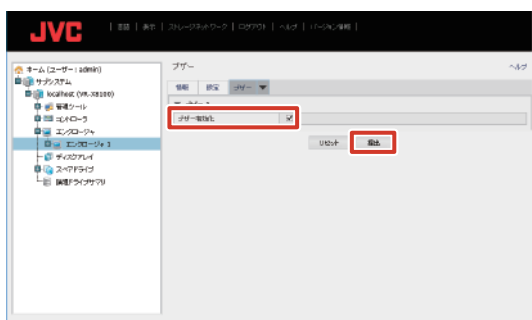 JVC
| 言語 | 表示 | ストレージネットワーク | ログアウト | ヘルプ | バージョン情報 |
ホーム (ユーザー: admin)
サブシステム
localhost (VR-X8100)
管理ツール
コントローラ
エンクロージャ
エンクロージャ 1
ディスクアレイ
スペアドライブ
論理ドライブサマリ
ブザー
ヘルプ
情報
設定
ブザー
ブザー有効化
リセット
提出